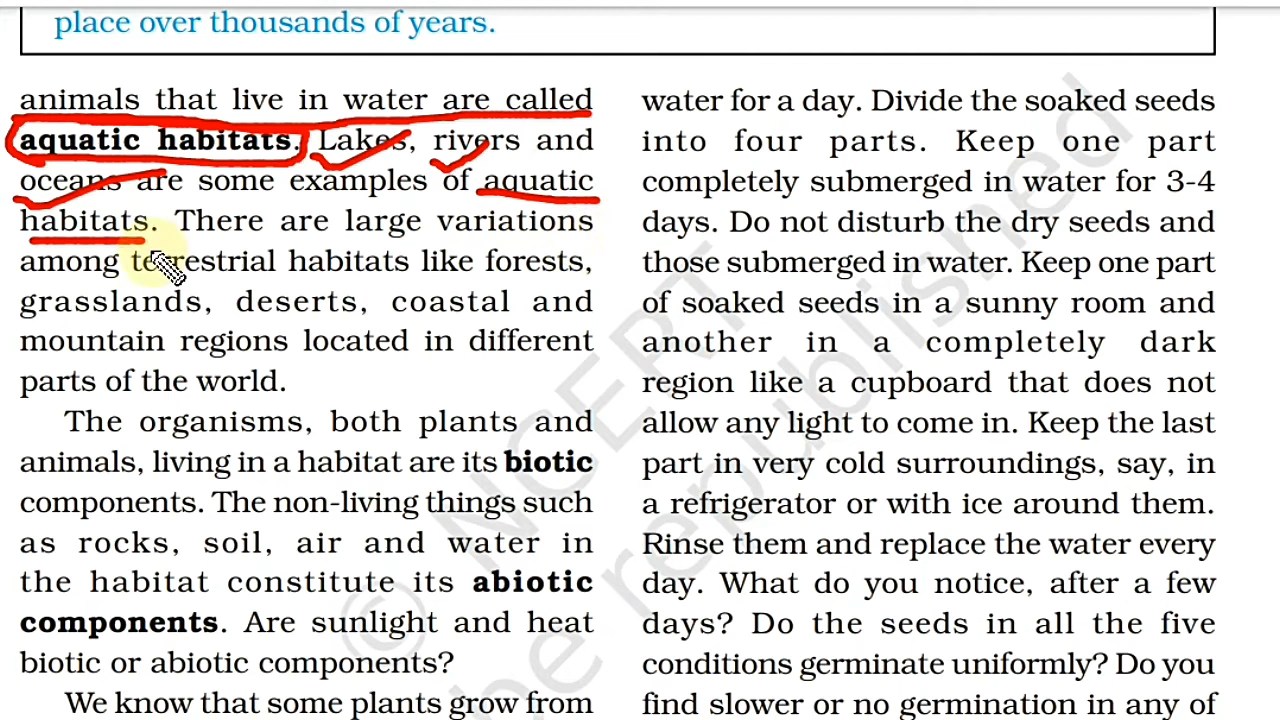 place over thousands of years.
animals that live in water are called
aquatic habitats. Lakes, rivers and
oceans are some examples of aquatic
habitats. There are large variations
among terrestrial habitats like forests,
grasslands, deserts, coastal and
mountain regions located in different
parts of the world.
The organisms, both plants and
animals, living in a habitat are its biotic
components. The non-living things such
as rocks, soil, air and water in
the habitat constitute its abiotic
components. Are sunlight and heat
biotic or abiotic components?
We know that some plants grow from
water for a day. Divide the soaked seeds
into four parts. Keep one part
completely submerged in water for 3-4
days. Do not disturb the dry seeds and
those submerged in water. Keep one part
of soaked seeds in a sunny room and
another in a completely dark
region like a cupboard that does not
allow any light to come in. Keep the last
part in very cold surroundings, say, in
a refrigerator or with ice around them.
Rinse them and replace the water every
day. What do you notice, after a few
days? Do the seeds in all the five
conditions germinate uniformly? Do you
find slower or no germination in any of
© NCERT
be republished